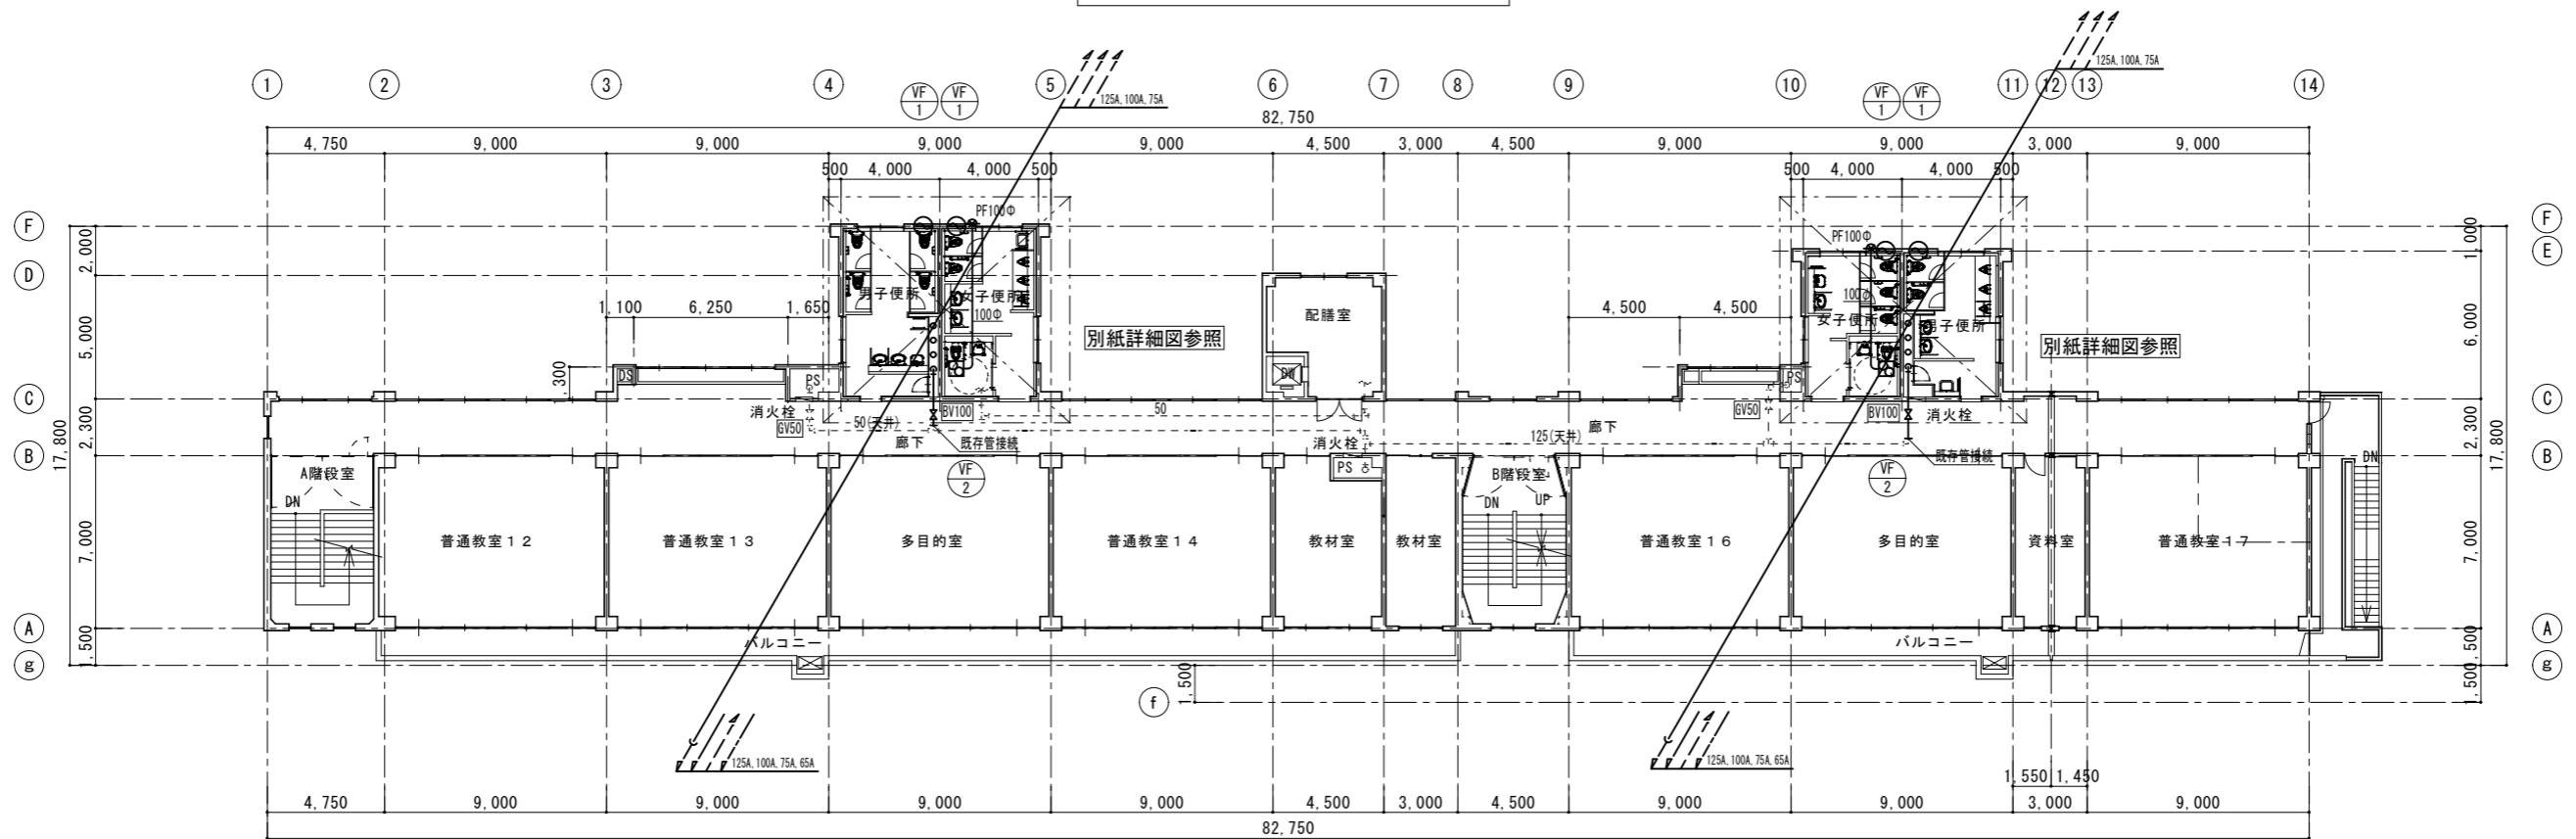 125A, 100A, 75A
125A, 100A, 75A
1 2 3 4 VF 1 VF 1 5 6 7 8 9 10 VF 1 VF 1 11 12 13 14
82,750
4,750 9,000 9,000 9,000 9,000 4,500 3,000 4,500 9,000 9,000 3,000 9,000
500 4,000 4,000 500 500 4,000 4,000 500
F PF100Φ F
2,000 1,000
PF100Φ E
D
男子便所 女子便所 100Φ
1,100 6,250 1,650 配膳室 4,500 4,500 100Φ
女子便所 男子便所
5,000 別紙詳細図参照 6,000 別紙詳細図参照
300 DS PS DW PS
C C
消火栓 BV100 50 GV50 BV100 消火栓
17,800 2,300 GV50 50(天井) 廊下 既存管接続 消火栓 125(天井) 廊下 既存管接続 2,300 17,800
B B
A階段室 VF 2 PS B階段室 VF 2 DN
DN DN UP
7,000 普通教室12 普通教室13 多目的室 普通教室14 教材室 教材室 普通教室16 多目的室 資料室 普通教室17 7,000
A A
1,500 バルコニー バルコニー 1,500
g g
1,500 f 1,500
125A, 100A, 75A, 65A 125A, 100A, 75A, 65A
1,550 1,450
4,750 9,000 9,000 9,000 9,000 4,500 3,000 4,500 9,000 9,000 3,000 9,000
82,750